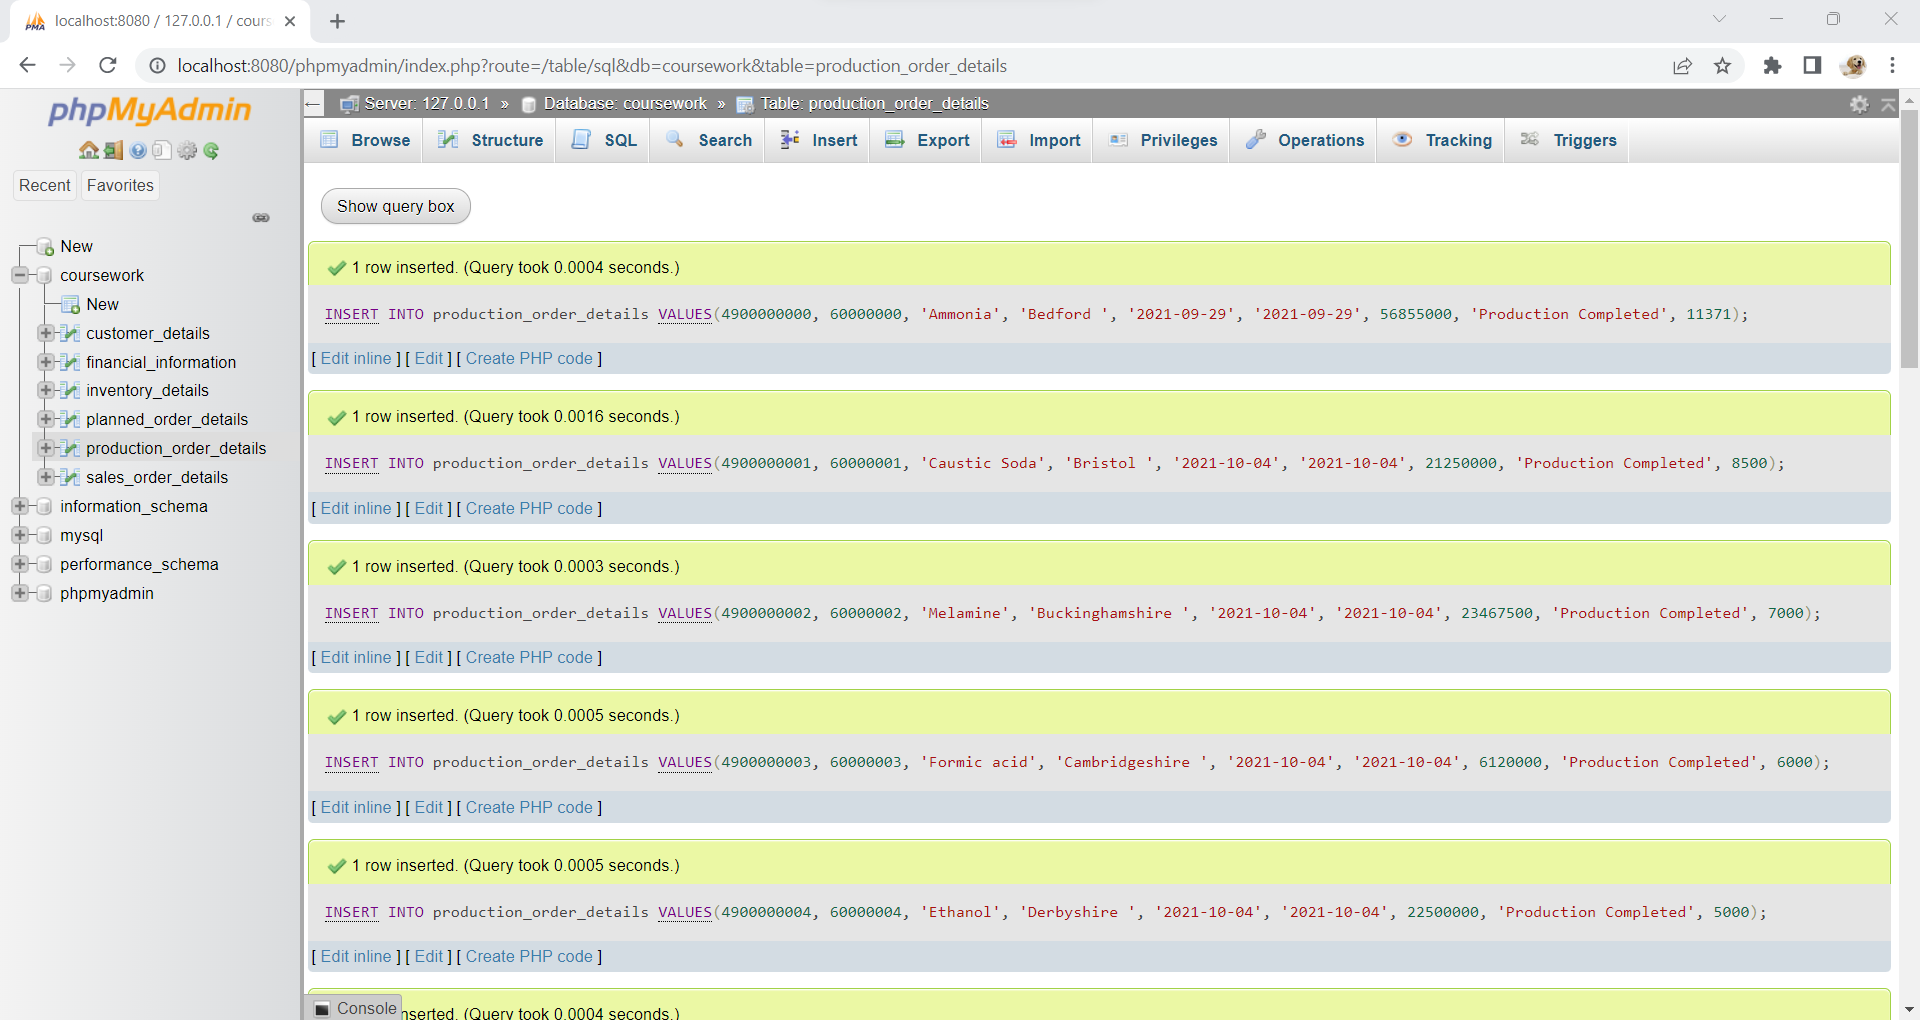 localhost:8080 / 127.0.0.1 / cours
localhost:8080/phpmyadmin/index.php?route=/table/sql&db=coursework&table=production_order_details
phpMyAdmin
Recent Favorites
New
coursework
New
customer_details
financial_information
inventory_details
planned_order_details
production_order_details
sales_order_details
information_schema
mysql
performance_schema
phpmyadmin
Server: 127.0.0.1 » Database: coursework » Table: production_order_details
Browse Structure SQL Search Insert Export Import Privileges Operations Tracking Triggers
Show query box
1 row inserted. (Query took 0.0004 seconds.)
INSERT INTO production_order_details VALUES(4900000000, 60000000, 'Ammonia', 'Bedford ', '2021-09-29', '2021-09-29', 56855000, 'Production Completed', 11371);
[ Edit inline ] [ Edit ] [ Create PHP code ]
1 row inserted. (Query took 0.0016 seconds.)
INSERT INTO production_order_details VALUES(4900000001, 60000001, 'Caustic Soda', 'Bristol ', '2021-10-04', '2021-10-04', 21250000, 'Production Completed', 8500);
[ Edit inline ] [ Edit ] [ Create PHP code ]
1 row inserted. (Query took 0.0003 seconds.)
INSERT INTO production_order_details VALUES(4900000002, 60000002, 'Melamine', 'Buckinghamshire ', '2021-10-04', '2021-10-04', 23467500, 'Production Completed', 7000);
[ Edit inline ] [ Edit ] [ Create PHP code ]
1 row inserted. (Query took 0.0005 seconds.)
INSERT INTO production_order_details VALUES(4900000003, 60000003, 'Formic acid', 'Cambridgeshire ', '2021-10-04', '2021-10-04', 6120000, 'Production Completed', 6000);
[ Edit inline ] [ Edit ] [ Create PHP code ]
1 row inserted. (Query took 0.0005 seconds.)
INSERT INTO production_order_details VALUES(4900000004, 60000004, 'Ethanol', 'Derbyshire ', '2021-10-04', '2021-10-04', 22500000, 'Production Completed', 5000);
[ Edit inline ] [ Edit ] [ Create PHP code ]
Console
nserted. (Query took 0.0004 seconds.)